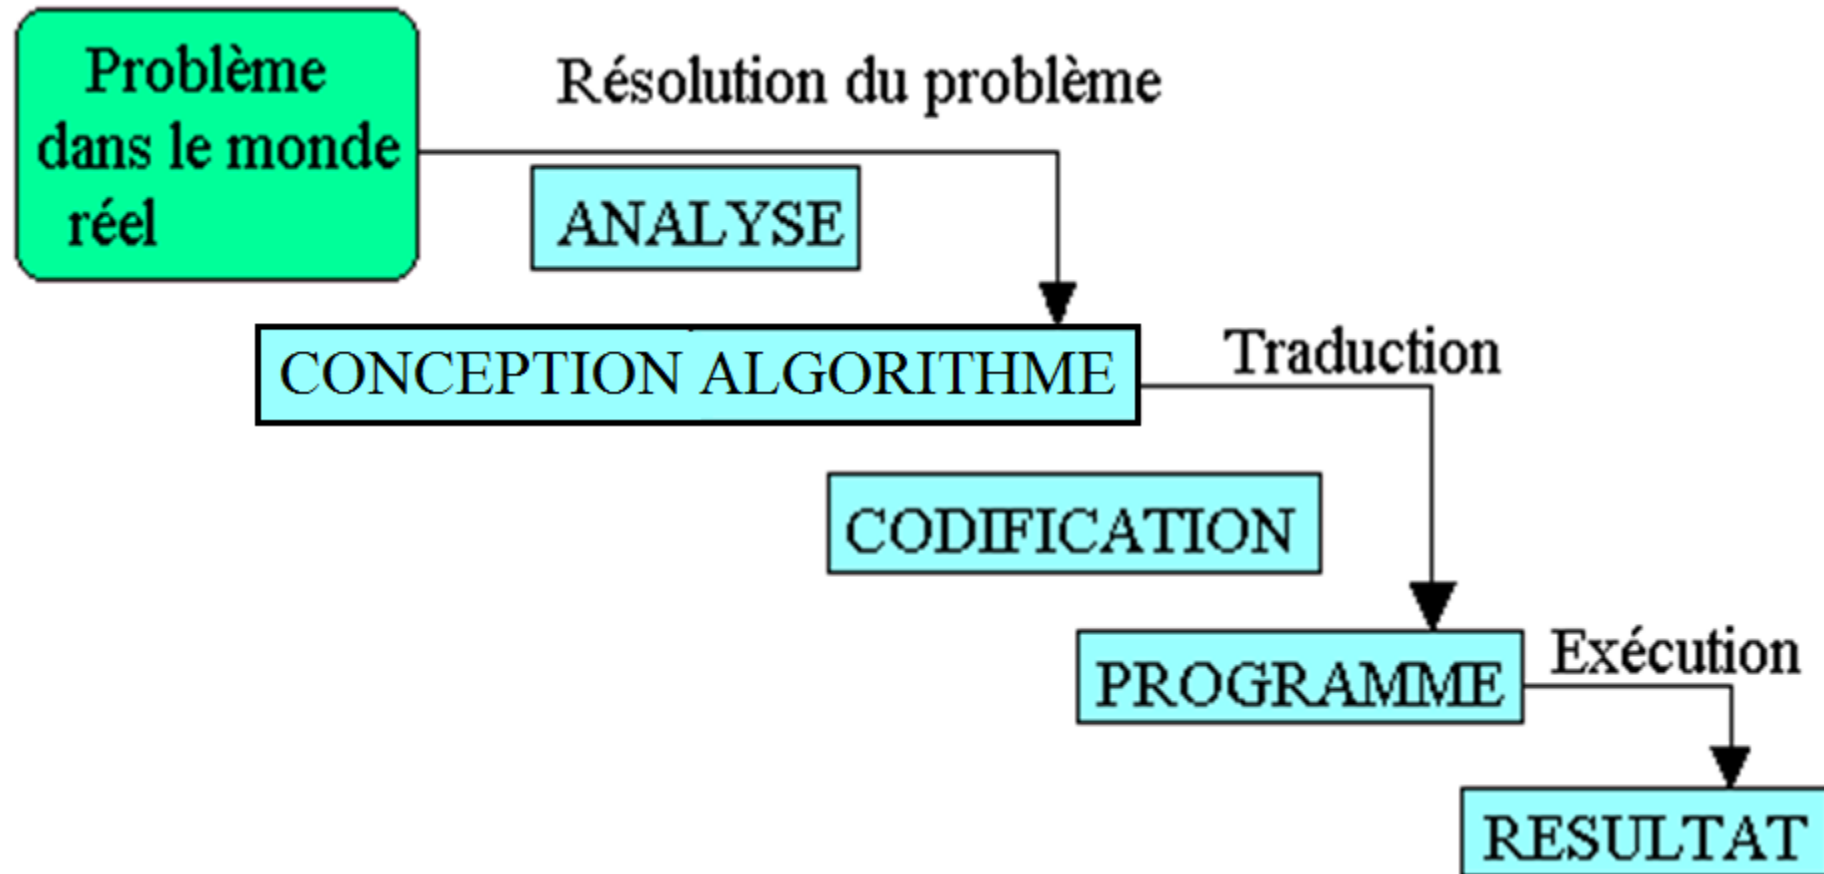 Problème
dans le monde
réel
Résolution du problème
ANALYSE
CONCEPTION ALGORITHME
Traduction
CODIFICATION
PROGRAMME
Exécution
RESULTAT